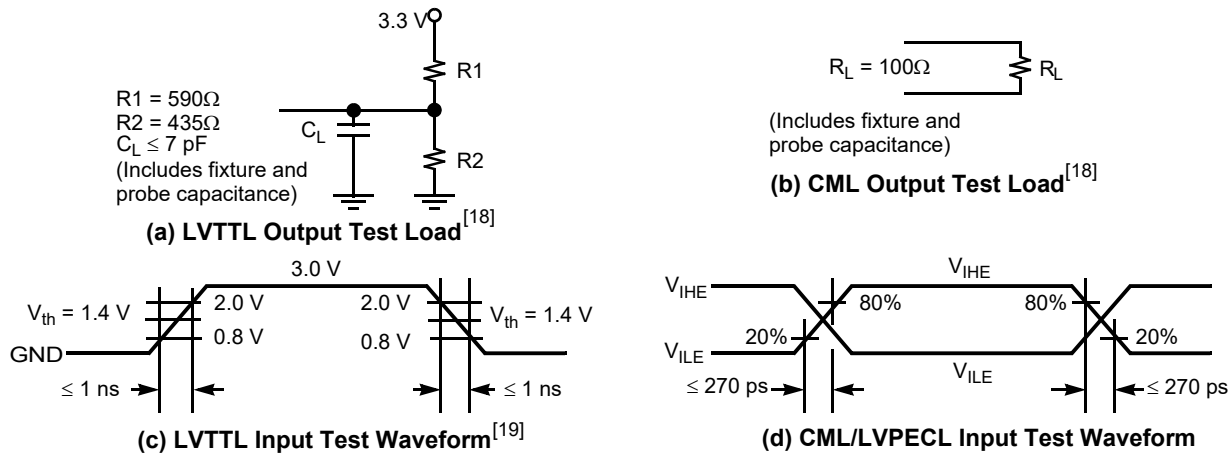 3.3 V
R1
R1 = 590Ω
R2 = 435Ω
C_L ≤ 7 pF
(Includes fixture and
probe capacitance)
C_L
R2
(a) LVTTL Output Test Load[18]
R_L = 100Ω
R_L
(Includes fixture and
probe capacitance)
(b) CML Output Test Load[18]
3.0 V
2.0 V
2.0 V
V_th = 1.4 V
V_th = 1.4 V
0.8 V
0.8 V
GND
≤ 1 ns
≤ 1 ns
(c) LVTTL Input Test Waveform[19]
V_IHE
V_IHE
80%
80%
20%
20%
V_ILE
V_ILE
≤ 270 ps
≤ 270 ps
(d) CML/LVPECL Input Test Waveform